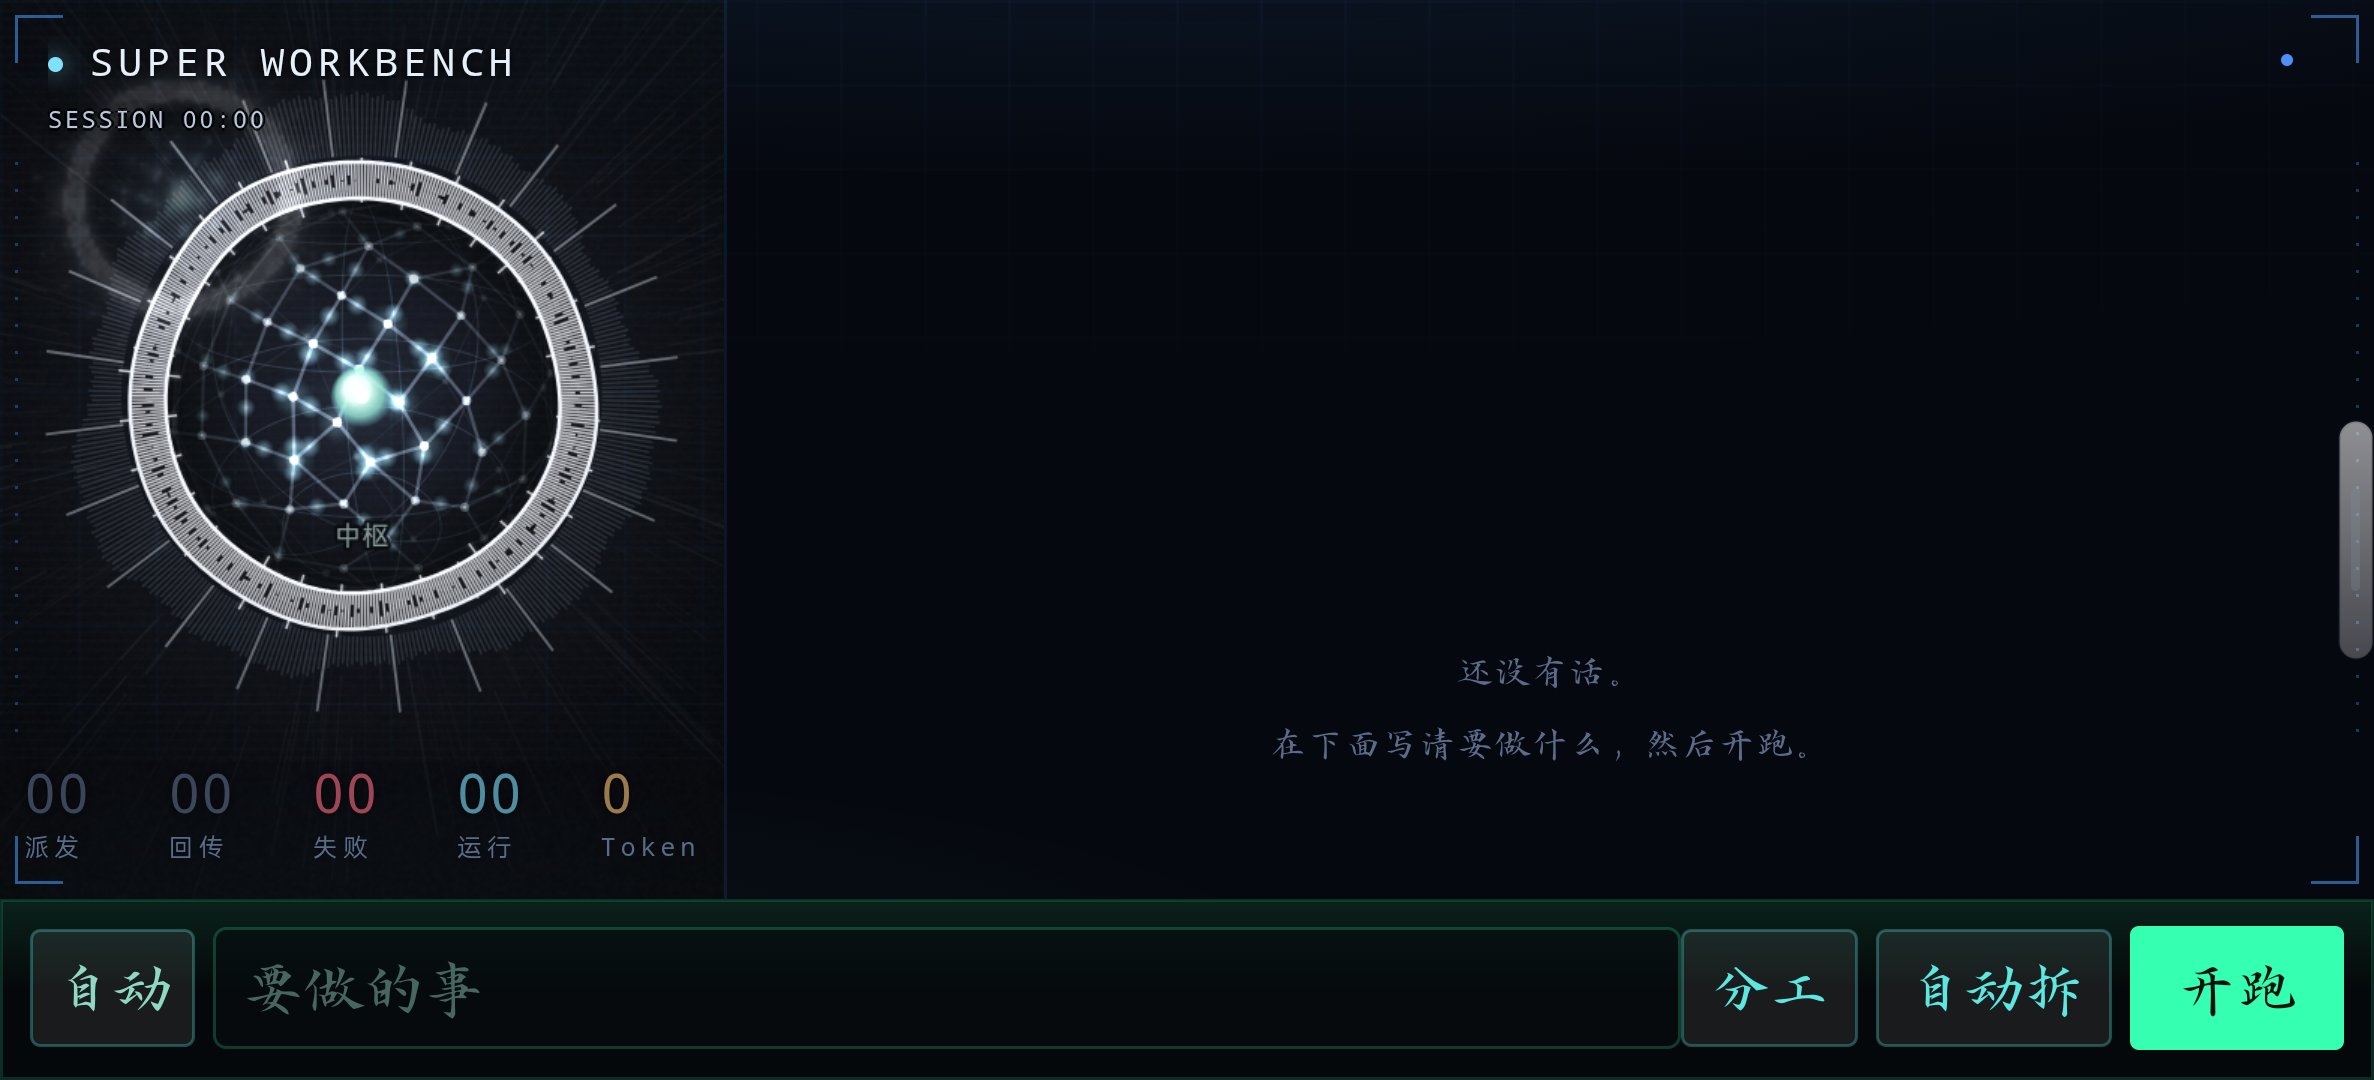 SUPER WORKBENCH
SESSION 00:00
中枢
还没有话。
在下面写请要做什么，然后开跑。
00 00 00 00 0
派发 回传 失败 运行 Token
自动 要做的事 分工 自动拆 开跑